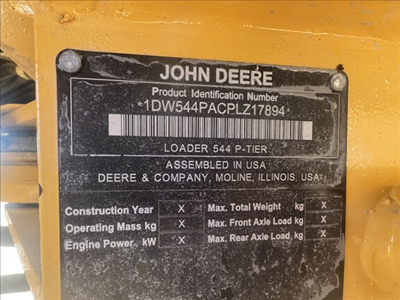 JOHN DEERE
Product Identification Number
*1DW544PACPLZ17894*
LOADER 544 P-TIER
ASSEMBLED IN USA
DEERE & COMPANY, MOLINE, ILLINOIS, USA
Construction Year X Max. Total Weight kg X
Operating Mass kg X Max. Front Axle Load kg X
Engine Power kW X Max. Rear Axle Load kg X